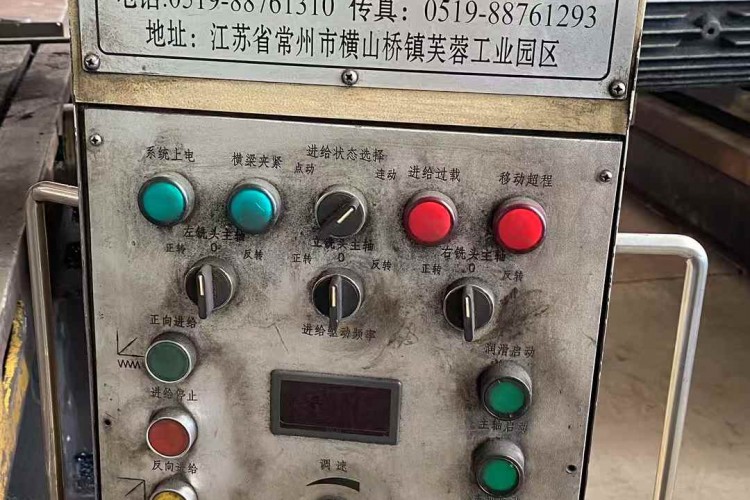 电话:0519-88761310 传真: 0519-88761293
地址: 江苏省常州市横山桥镇芙蓉工业园区
系统上电 横梁夹紧 进给状态选择 进给过载 移动超程
点动 连动
左铣头主轴 立铣头主轴 右铣头主轴
正转 0 反转 正转 0 反转 正转 0 反转
正向进给 进给驱动频率 润滑启动
进给停止 主轴启动
反向进给 调速